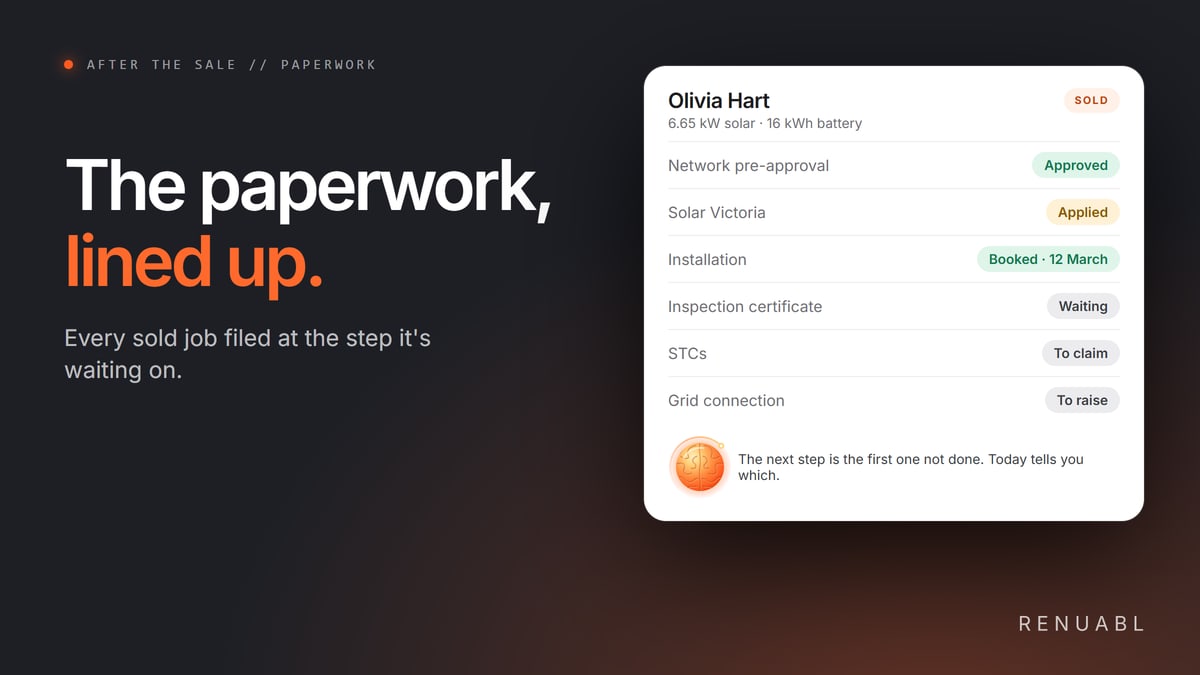 AFTER THE SALE // PAPERWORK
The paperwork,
lined up.
Every sold job filed at the step it's
waiting on.
Olivia Hart
SOLD
6.65 kW solar · 16 kWh battery
Network pre-approval
Approved
Solar Victoria
Applied
Installation
Booked · 12 March
Inspection certificate
Waiting
STCs
To claim
Grid connection
To raise
The next step is the first one not done. Today tells you
which.
RENUABL